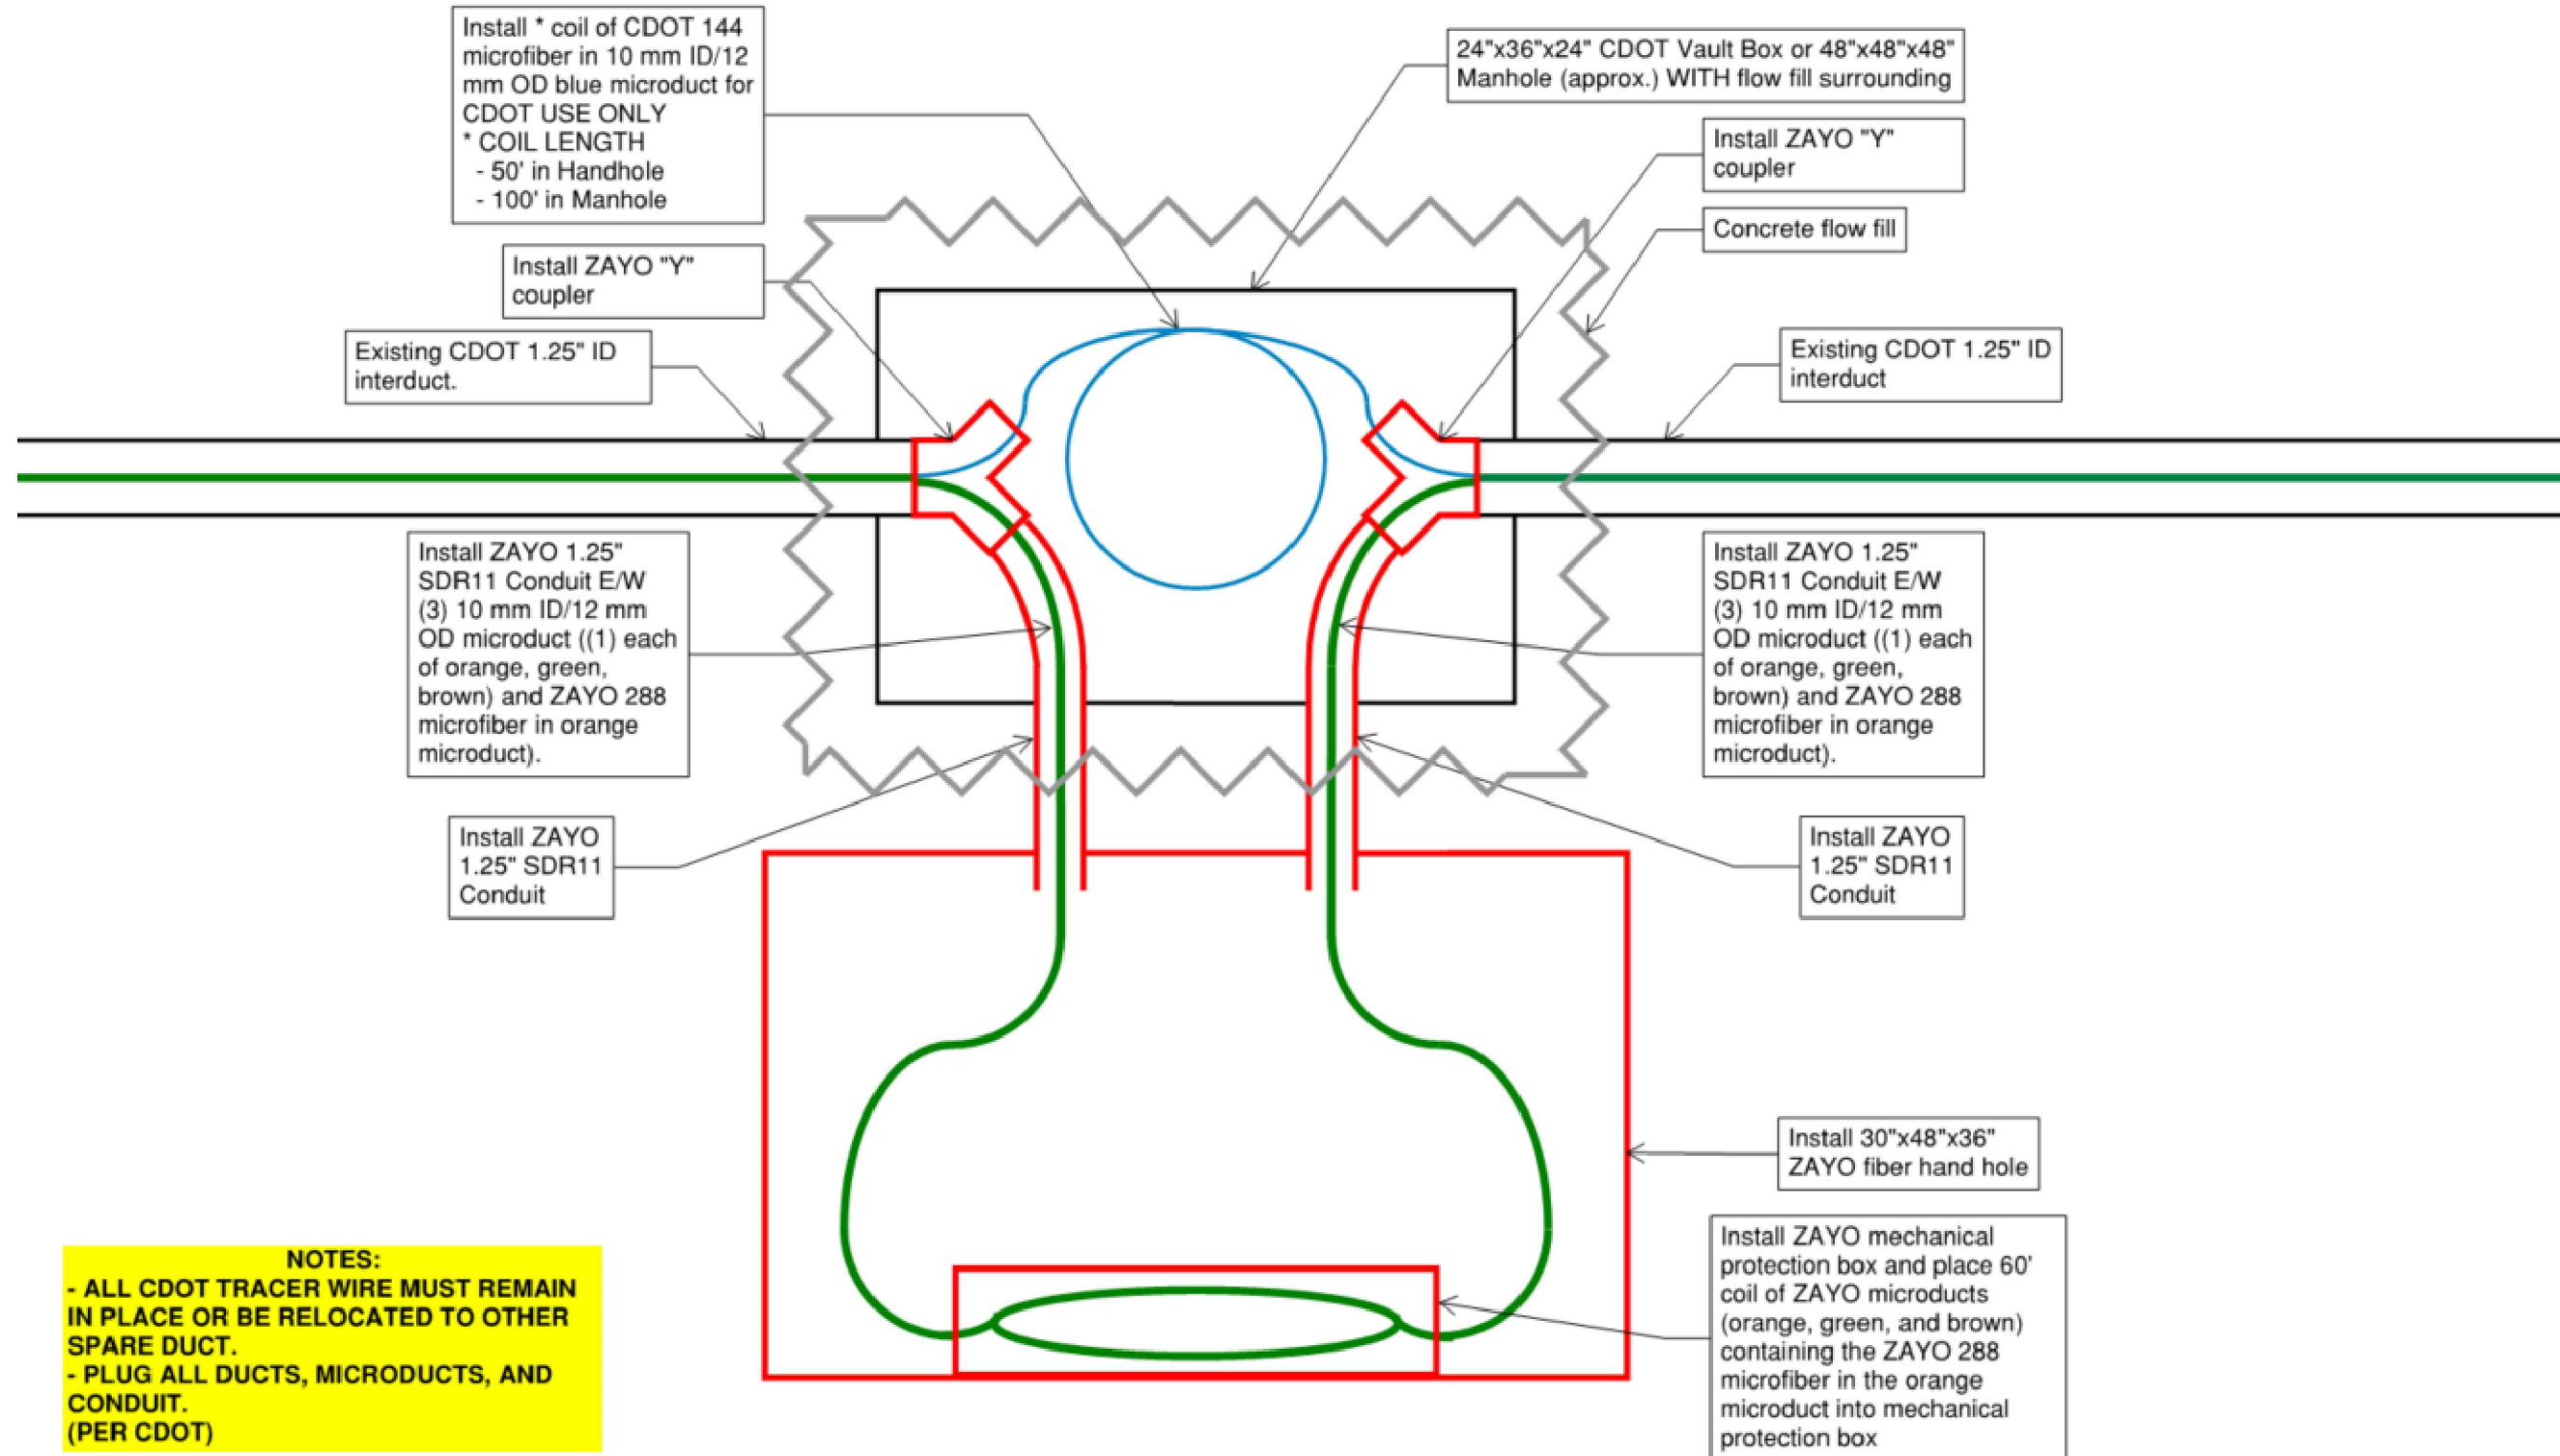 Install * coil of CDOT 144
microfiber in 10 mm ID/12
mm OD blue microduct for
CDOT USE ONLY
* COIL LENGTH
- 50' in Handhole
- 100' in Manhole
24"x36"x24" CDOT Vault Box or 48"x48"x48"
Manhole (approx.) WITH flow fill surrounding
Install ZAYO "Y"
coupler
Concrete flow fill
Install ZAYO "Y"
coupler
Existing CDOT 1.25" ID
interduct.
Existing CDOT 1.25" ID
interduct
Install ZAYO 1.25"
SDR11 Conduit E/W
(3) 10 mm ID/12 mm
OD microduct ((1) each
of orange, green,
brown) and ZAYO 288
microfiber in orange
microduct).
Install ZAYO 1.25"
SDR11 Conduit E/W
(3) 10 mm ID/12 mm
OD microduct ((1) each
of orange, green,
brown) and ZAYO 288
microfiber in orange
microduct).
Install ZAYO
1.25" SDR11
Conduit
Install ZAYO
1.25" SDR11
Conduit
Install 30"x48"x36"
ZAYO fiber hand hole
Install ZAYO mechanical
protection box and place 60'
coil of ZAYO microducts
(orange, green, and brown)
containing the ZAYO 288
microfiber in the orange
microduct into mechanical
protection box
NOTES:
- ALL CDOT TRACER WIRE MUST REMAIN
IN PLACE OR BE RELOCATED TO OTHER
SPARE DUCT.
- PLUG ALL DUCTS, MICRODUCTS, AND
CONDUIT.
(PER CDOT)